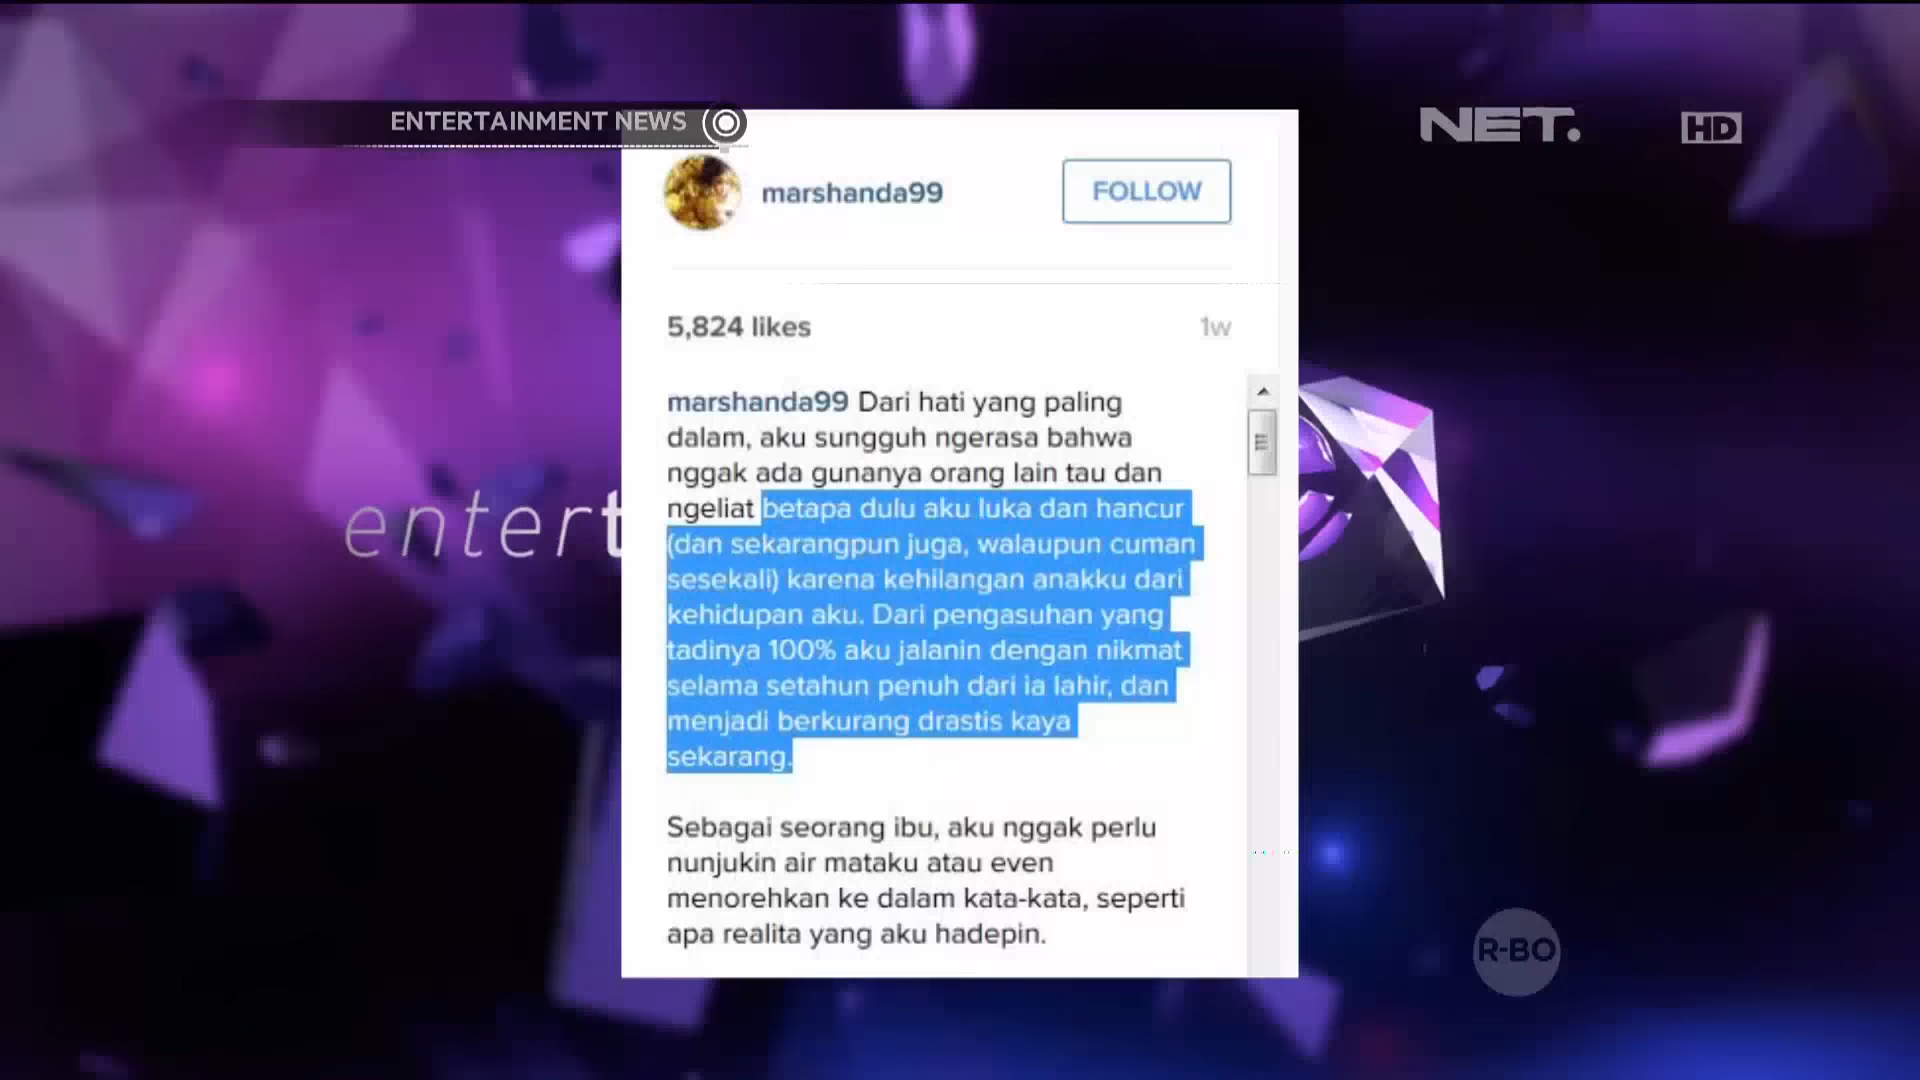 ENTERTAINMENT NEWS
NET.
HD
marshanda99
FOLLOW
5,824 likes
1w
marshanda99 Dari hati yang paling
dalam, aku sungguh ngerasa bahwa
nggak ada gunanya orang lain tau dan
ngeliat betapa dulu aku luka dan hancur
(dan sekarangpun juga, walaupun cuman
sesekali) karena kehilangan anakku dari
kehidupan aku. Dari pengasuhan yang
tadinya 100% aku jalanin dengan nikmat
selama setahun penuh dari ia lahir, dan
menjadi berkurang drastis kaya
sekarang.
Sebagai seorang ibu, aku nggak perlu
nunjukin air mataku atau even
menorehkan ke dalam kata-kata, seperti
apa realita yang aku hadepin.
entert
R-BO